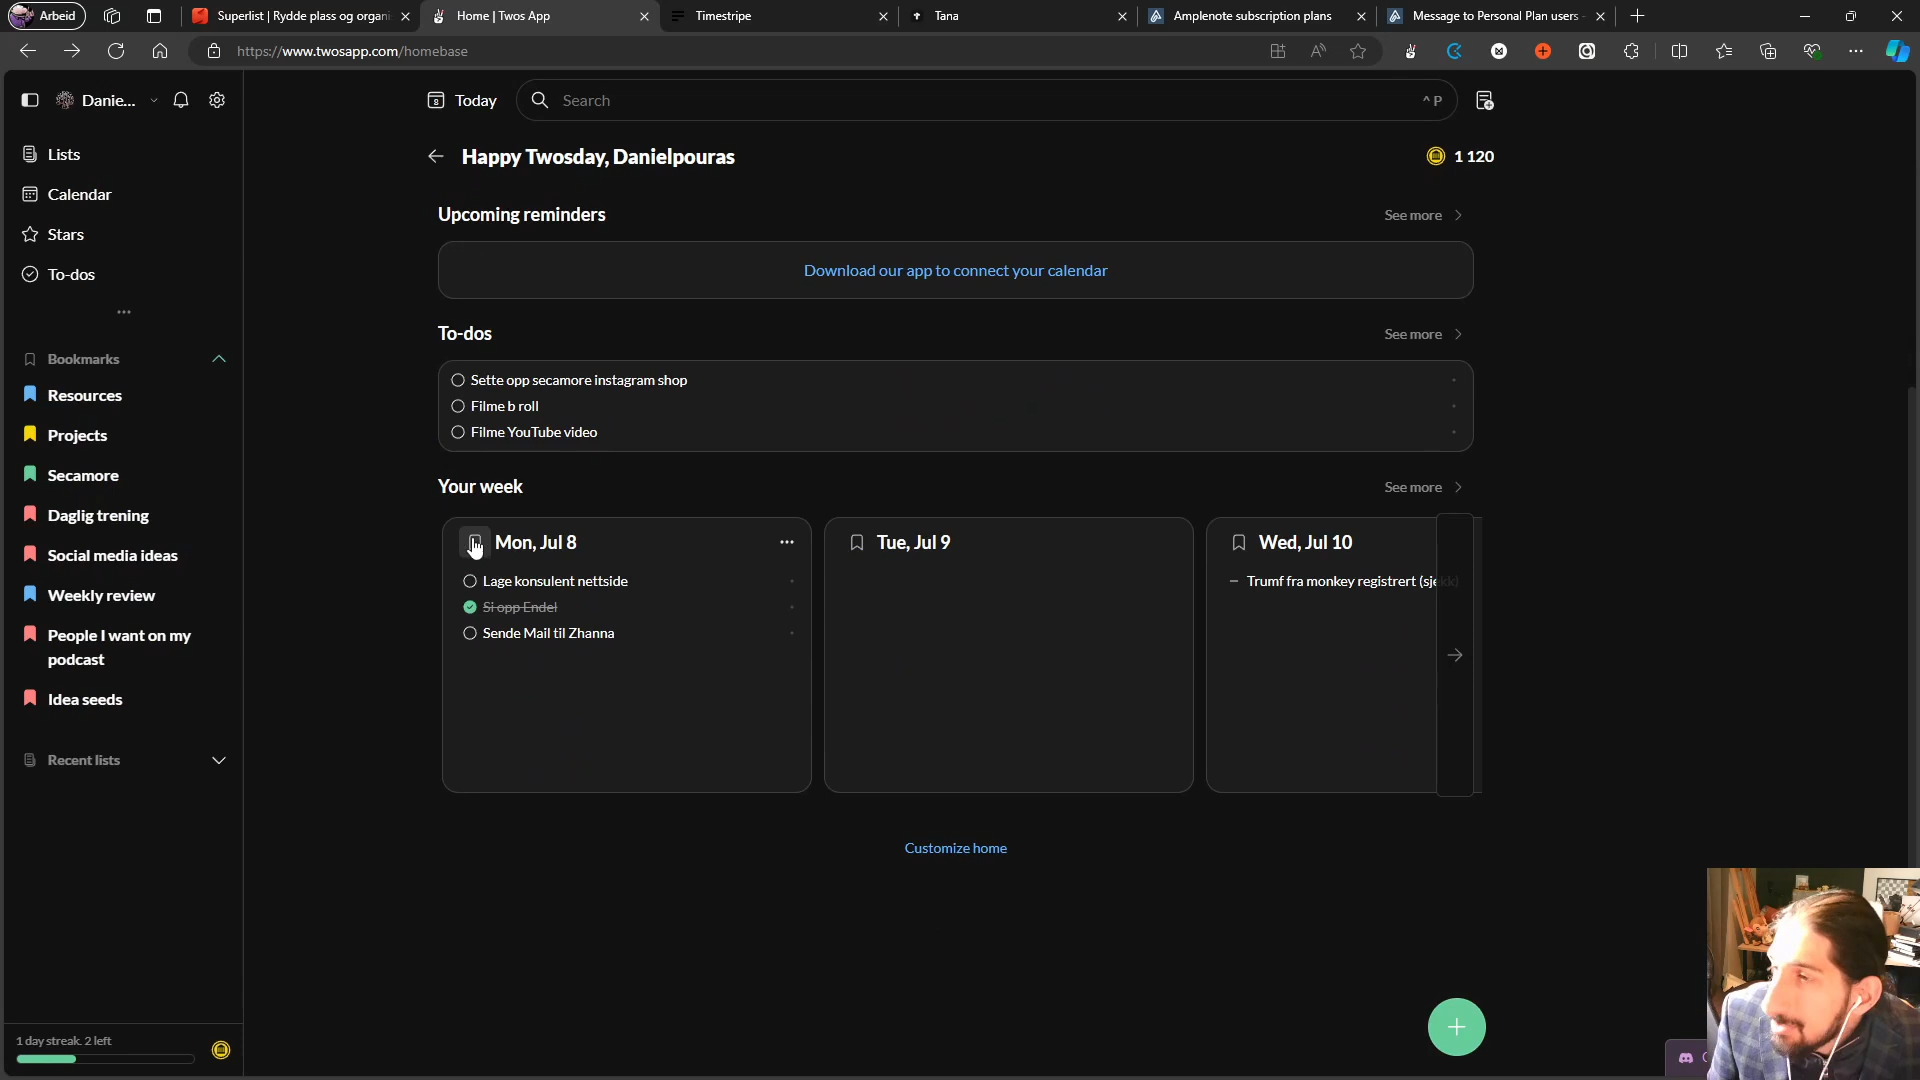 Arbeid
Superlist | Rydde plass og organi
Home | Twos App
Timestripe
Tana
Amplenote subscription plans
Message to Personal Plan users -
https://www.twosapp.com/homebase
Danie...
Today
Search
^ P
Lists
Calendar
Stars
To-dos
Bookmarks
Resources
Projects
Secamore
Daglig trening
Social media ideas
Weekly review
People I want on my
podcast
Idea seeds
Recent lists
1 day streak. 2 left
Happy Twosday, Danielpouras
1 120
Upcoming reminders
See more
Download our app to connect your calendar
To-dos
See more
Sette opp secamore instagram shop
Filme b roll
Filme YouTube video
Your week
See more
Mon, Jul 8
Lage konsulent nettside
Si opp Endel
Sende Mail til Zhanna
Tue, Jul 9
Wed, Jul 10
Trumf fra monkey registrert (sjekk)
Customize home